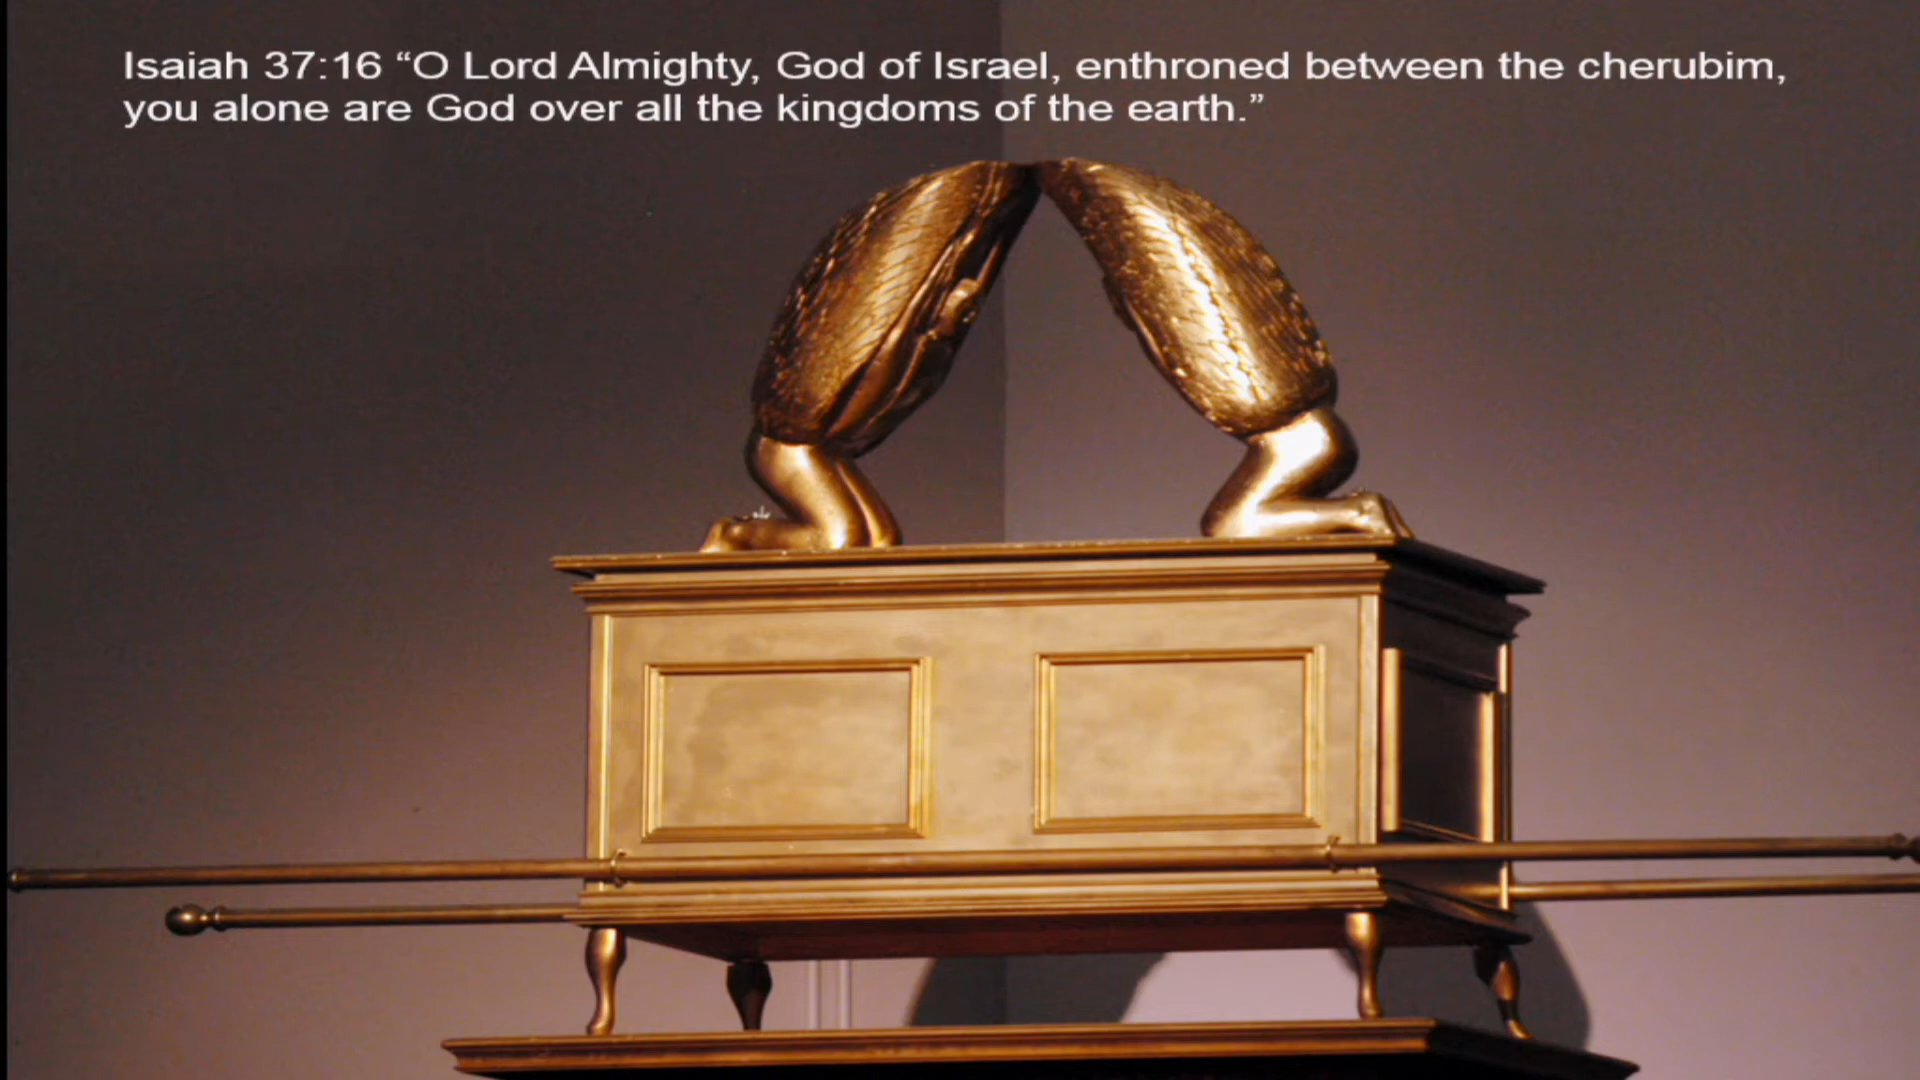 Isaiah 37:16 “O Lord Almighty, God of Israel, enthroned between the cherubim,
you alone are God over all the kingdoms of the earth.”